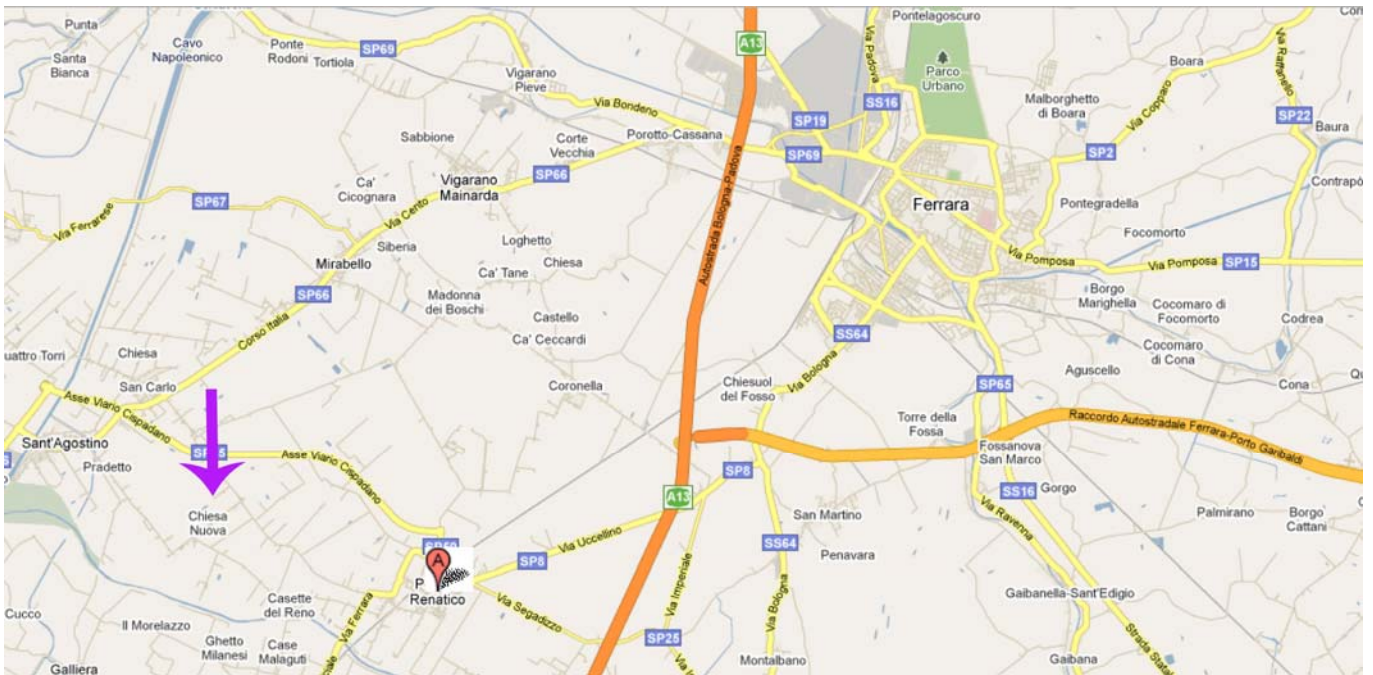 Punta
Santa
Bianca
Cavo
Napoleonico
Ponte
Rodoni
Tortiola
SP69
Vigarano
Pieve
Via Bondeno
A13
Pontelagoscuro
Via Padova
SS16
Parco
Urbano
SP19
SP69
Boara
Malborghetto
di Boara
Via Copparo
Via Raffanello
SP22
Baura
SP2
Sabbione
Corte
Vecchia
Porotto-Cassana
SP66
Ca'
Cicognara
Vigarano
Mainarda
SP67
Via Ferrarese
Via Cento
Siberia
Mirabello
SP66
Loghetto
Chiesa
Ca' Tane
Madonna
dei Boschi
Castello
Ca' Ceccardi
Autostrada Bologna-Padova
Ferrara
Pontegradella
Focomorto
Via Pomposa
Via Pomposa
SP15
Contrapò
Borgo
Marighella
Cocomaro di
Focomorto
Codrea
Cocomaro
di Cona
SS64
Via Bologna
Corso Italia
uattro Torri
Chiesa
San Carlo
Asse Viario Cispadano
Sant'Agostino
Pradetto
Asse Viario Cispadano
Chiesa
Nuova
Coronella
Chiesuol
del Fosso
Torre della
Fossa
SP65
Aguscello
Cona
Raccordo Autostradale Ferrara-Porto Garibaldi
Fossanova
San Marco
SS16
Gorgo
Palmirano
Borgo
Cattani
Via Ravenna
A13
SP8
San Martino
Penavara
SS64
Via Uccellino
SP8
A
Renatico
Via Segadizzo
Via Imperiale
SP25
Via Bologna
Montalbano
Gaibanella-Sant'Edigio
Gaibana
Strada Statal
Cucco
Il Morelazzo
Casette
del Reno
Via Ferrara
Ghetto
Milanesi
Case
Malaguti
Galliera